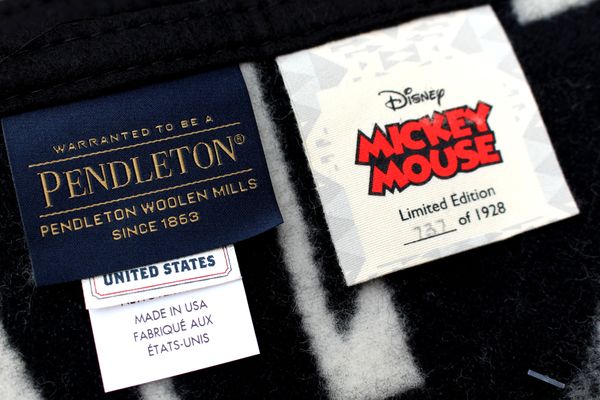 WARRANTED TO BE A
PENDLETON®
PENDLETON WOOLEN MILLS
SINCE 1863
UNITED STATES
MADE IN USA
FABRIQUÉ AUX
ÉTATS-UNIS
Disney
MICKEY
MOUSE
Limited Edition
737 of 1928